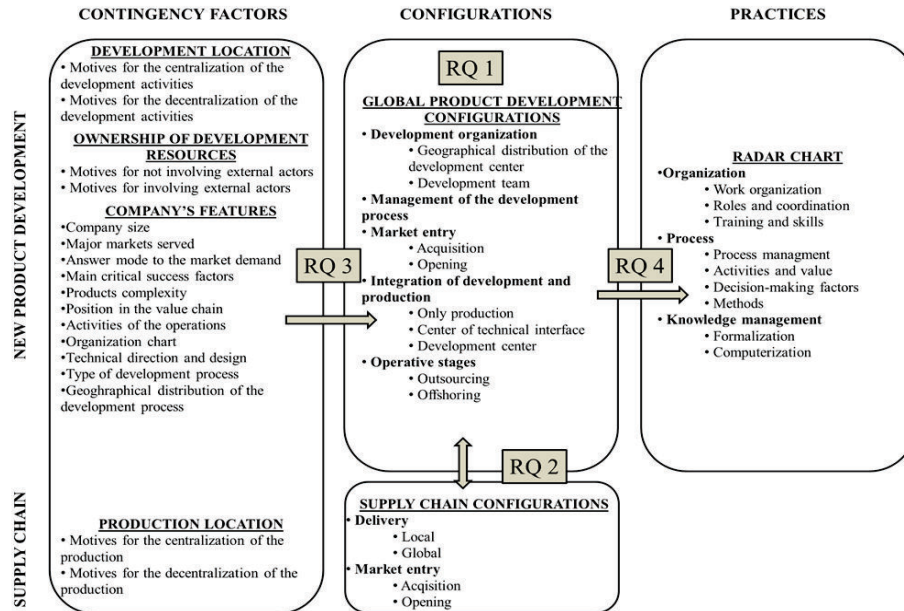 CONTINGENCY FACTORS
CONFIGURATIONS
PRACTICES
NEW PRODUCT DEVELOPMENT
SUPPLY CHAIN
DEVELOPMENT LOCATION
• Motives for the centralization of the
development activities
• Motives for the decentralization of the
development activities
OWNERSHIP OF DEVELOPMENT
RESOURCES
• Motives for not involving external actors
• Motives for involving external actors
COMPANY'S FEATURES
•Company size
•Major markets served
•Answer mode to the market demand
•Main critical success factors
•Products complexity
•Position in the value chain
•Activities of the operations
•Organization chart
•Technical direction and design
•Type of development process
•Geoghraphical distribution of the
development process
PRODUCTION LOCATION
• Motives for the centralization of the
production
• Motives for the decentralization of the
production
RQ 3
RQ 1
GLOBAL PRODUCT DEVELOPMENT
CONFIGURATIONS
• Development organization
• Geographical distribution of the
development center
• Development team
• Management of the development
process
• Market entry
• Acquisition
• Opening
• Integration of development and
production
• Only production
• Center of technical interface
• Development center
• Operative stages
• Outsourcing
• Offshoring
RQ 2
SUPPLY CHAIN CONFIGURATIONS
• Delivery
• Local
• Global
• Market entry
• Acqisition
• Opening
RQ 4
RADAR CHART
•Organization
• Work organization
• Roles and coordination
• Training and skills
• Process
• Process managment
• Activities and value
• Decision-making factors
• Methods
• Knowledge management
• Formalization
• Computerization